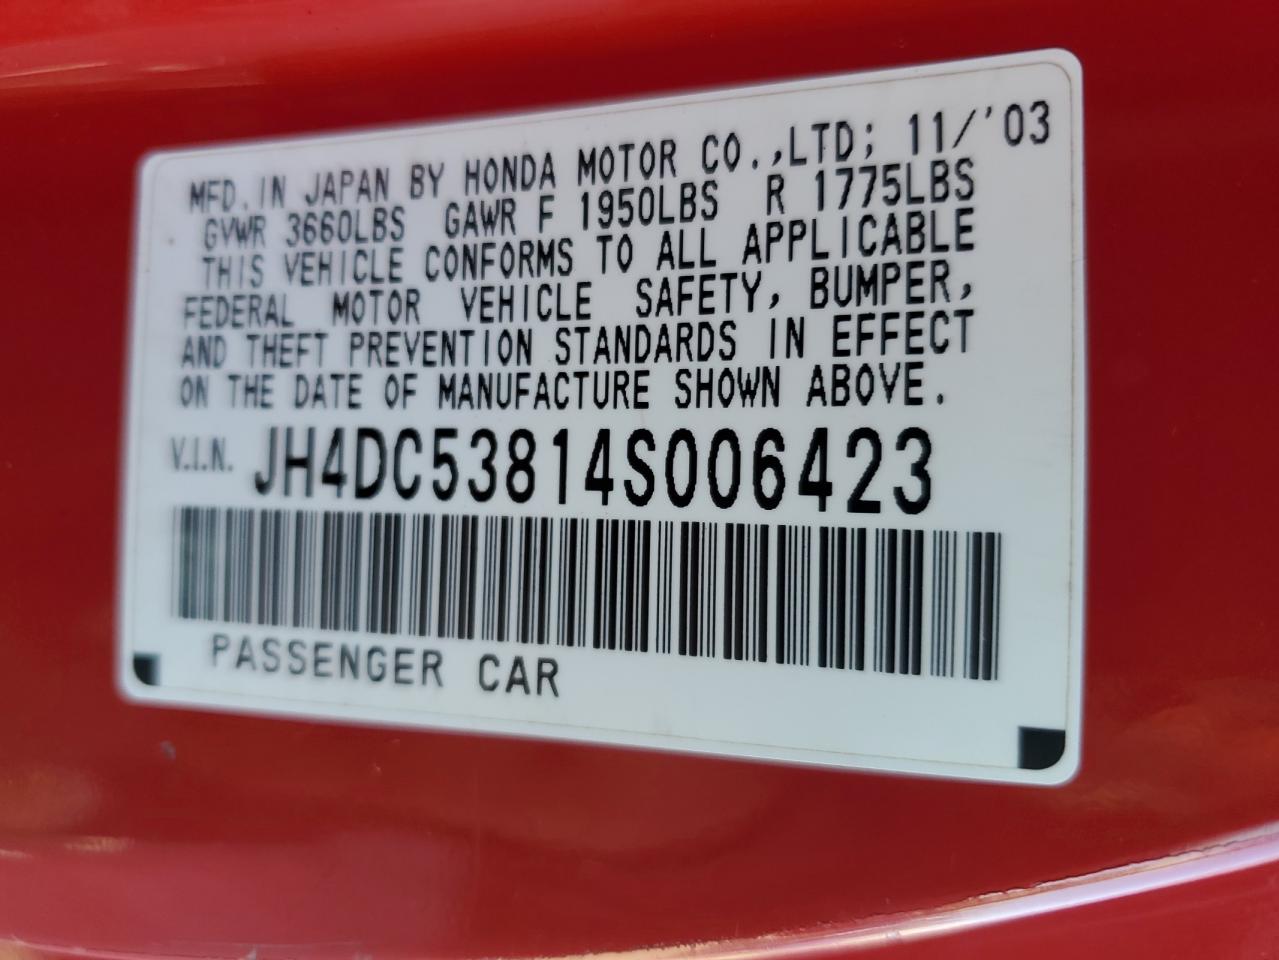 MFD. IN JAPAN BY HONDA MOTOR CO.,LTD; 11/'03
GVWR 3660LBS GAWR F 1950LBS R 1775LBS
THIS VEHICLE CONFORMS TO ALL APPLICABLE
FEDERAL MOTOR VEHICLE SAFETY, BUMPER,
AND THEFT PREVENTION STANDARDS IN EFFECT
ON THE DATE OF MANUFACTURE SHOWN ABOVE.
V.I.N. JH4DC53814S006423
PASSENGER CAR